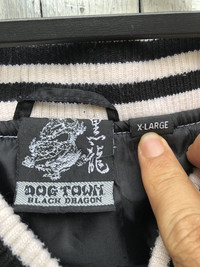 黒龍
X-LARGE
DOG TOWN
BLACK DRAGON